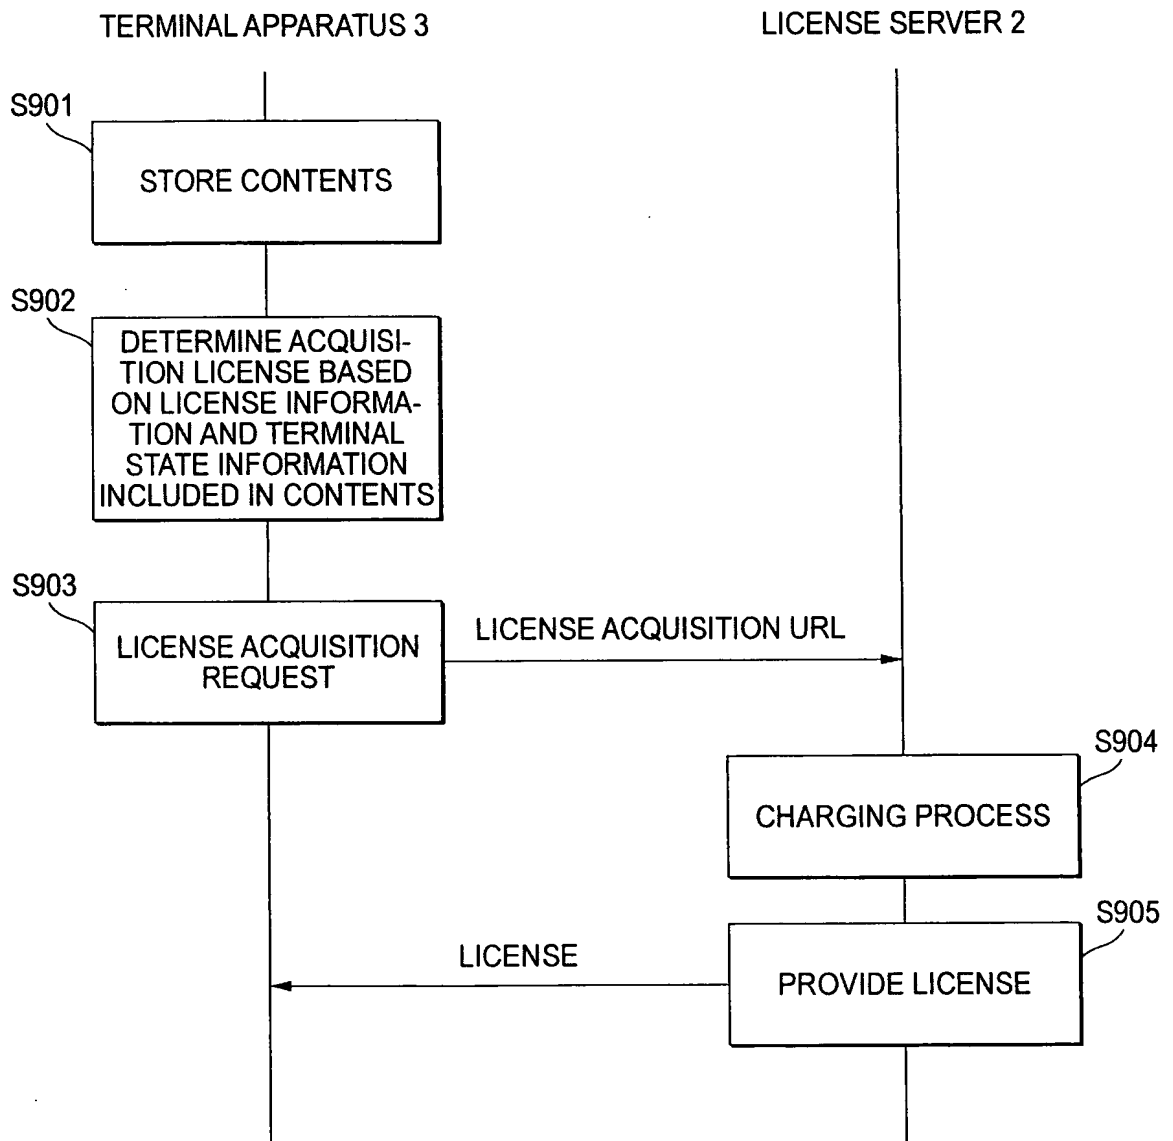 TERMINAL APPARATUS 3
LICENSE SERVER 2
S901
STORE CONTENTS
S902
DETERMINE ACQUISI-
TION LICENSE BASED
ON LICENSE INFORMA-
TION AND TERMINAL
STATE INFORMATION
INCLUDED IN CONTENTS
S903
LICENSE ACQUISITION
REQUEST
LICENSE ACQUISITION URL
S904
CHARGING PROCESS
S905
PROVIDE LICENSE
LICENSE